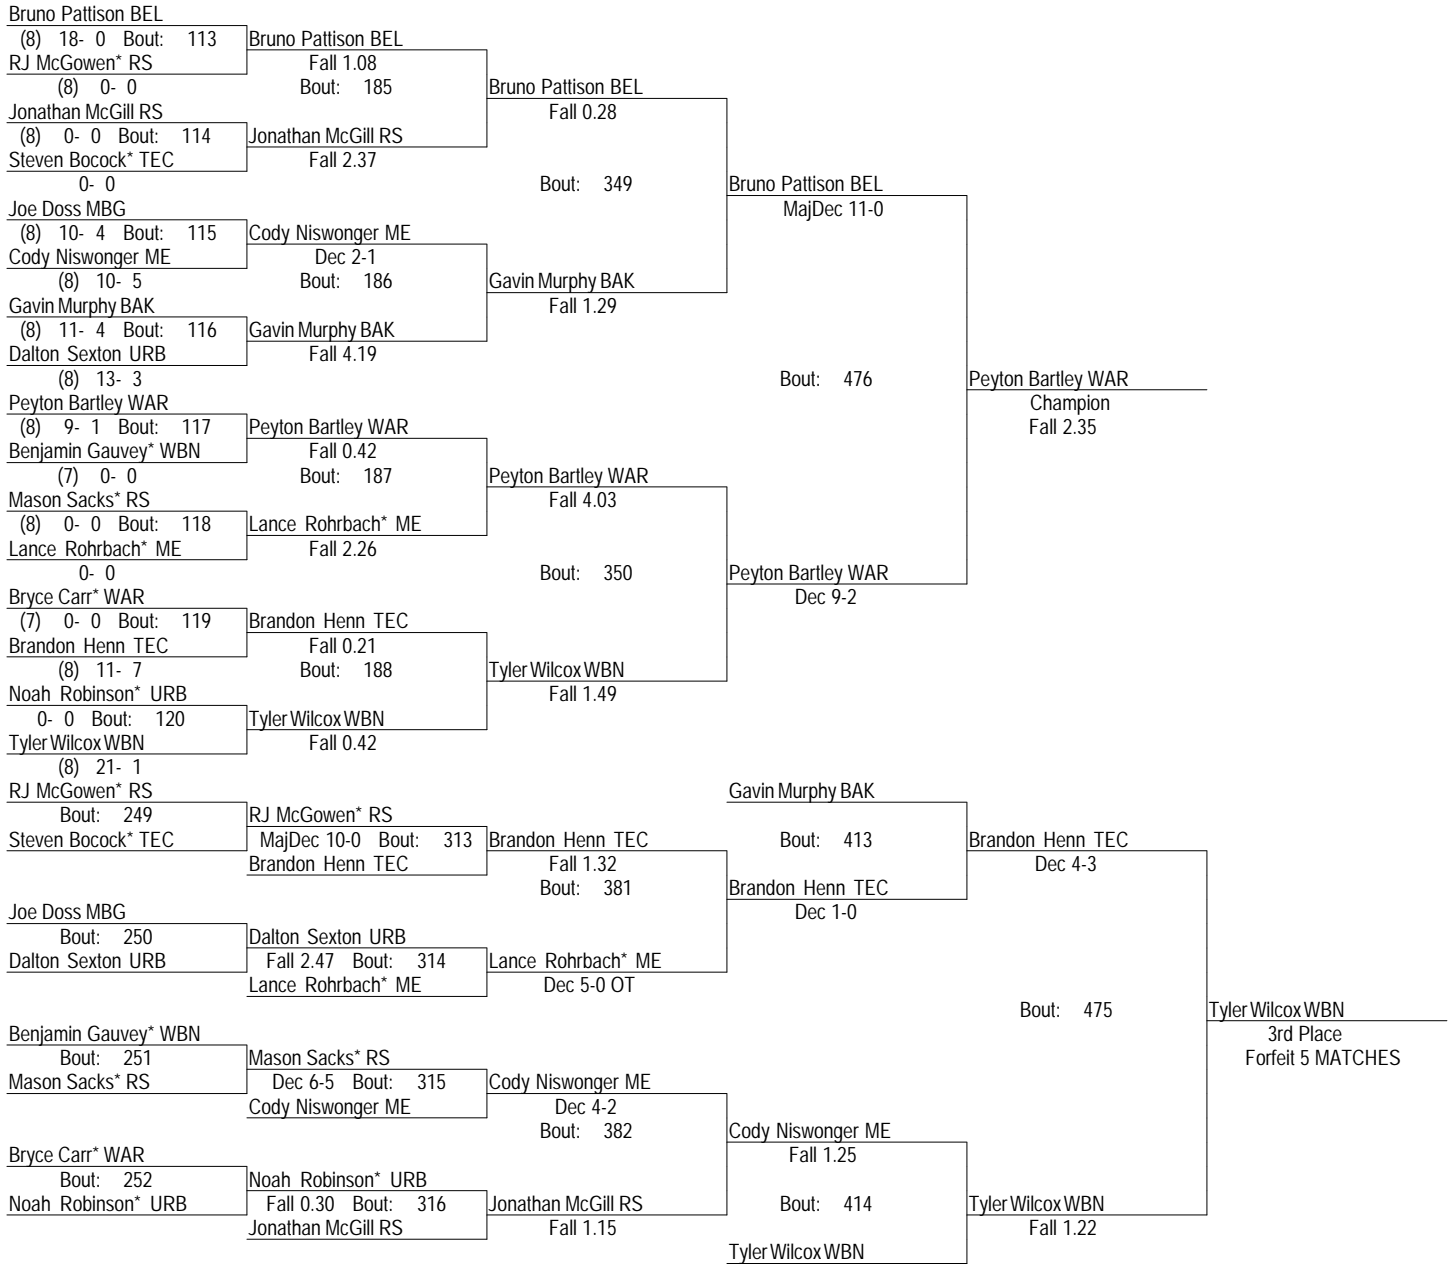 Bruno Pattison BEL
(8) 18- 0 Bout: 113 Bruno Pattison BEL
RJ McGowen* RS Fall 1.08
(8) 0- 0 Bout: 185 Bruno Pattison BEL
Jonathan McGill RS Fall 0.28
(8) 0- 0 Bout: 114 Jonathan McGill RS
Steven Bocock* TEC Fall 2.37
0- 0 Bout: 349 Bruno Pattison BEL
Joe Doss MBG MajDec 11-0
(8) 10- 4 Bout: 115 Cody Niswonger ME
Cody Niswonger ME Dec 2-1
(8) 10- 5 Bout: 186 Gavin Murphy BAK
Gavin Murphy BAK Fall 1.29
(8) 11- 4 Bout: 116 Gavin Murphy BAK
Dalton Sexton URB Fall 4.19
(8) 13- 3 Bout: 476 Peyton Bartley WAR
Peyton Bartley WAR Champion
(8) 9- 1 Bout: 117 Peyton Bartley WAR Fall 2.35
Benjamin Gauvey* WBN Fall 0.42
(7) 0- 0 Bout: 187 Peyton Bartley WAR
Mason Sacks* RS Fall 4.03
(8) 0- 0 Bout: 118 Lance Rohrbach* ME
Lance Rohrbach* ME Fall 2.26
0- 0 Bout: 350 Peyton Bartley WAR
Bryce Carr* WAR Dec 9-2
(7) 0- 0 Bout: 119 Brandon Henn TEC
Brandon Henn TEC Fall 0.21
(8) 11- 7 Bout: 188 Tyler Wilcox WBN
Noah Robinson* URB Fall 1.49
0- 0 Bout: 120 Tyler Wilcox WBN
Tyler Wilcox WBN Fall 0.42
(8) 21- 1
RJ McGowen* RS Gavin Murphy BAK
Bout: 249 RJ McGowen* RS
Steven Bocock* TEC MajDec 10-0 Bout: 313 Brandon Henn TEC Bout: 413 Brandon Henn TEC
Brandon Henn TEC Fall 1.32 Dec 4-3
Bout: 381 Brandon Henn TEC
Joe Doss MBG Dec 1-0
Bout: 250 Dalton Sexton URB
Dalton Sexton URB Fall 2.47 Bout: 314 Lance Rohrbach* ME
Lance Rohrbach* ME Dec 5-0 OT
Bout: 475 Tyler Wilcox WBN
Benjamin Gauvey* WBN 3rd Place
Bout: 251 Mason Sacks* RS Forfeit 5 MATCHES
Mason Sacks* RS Dec 6-5 Bout: 315 Cody Niswonger ME
Cody Niswonger ME Dec 4-2
Bout: 382 Cody Niswonger ME
Bryce Carr* WAR Fall 1.25
Bout: 252 Noah Robinson* URB
Noah Robinson* URB Fall 0.30 Bout: 316 Jonathan McGill RS Bout: 414 Tyler Wilcox WBN
Jonathan McGill RS Fall 1.15 Fall 1.22
Tyler Wilcox WBN